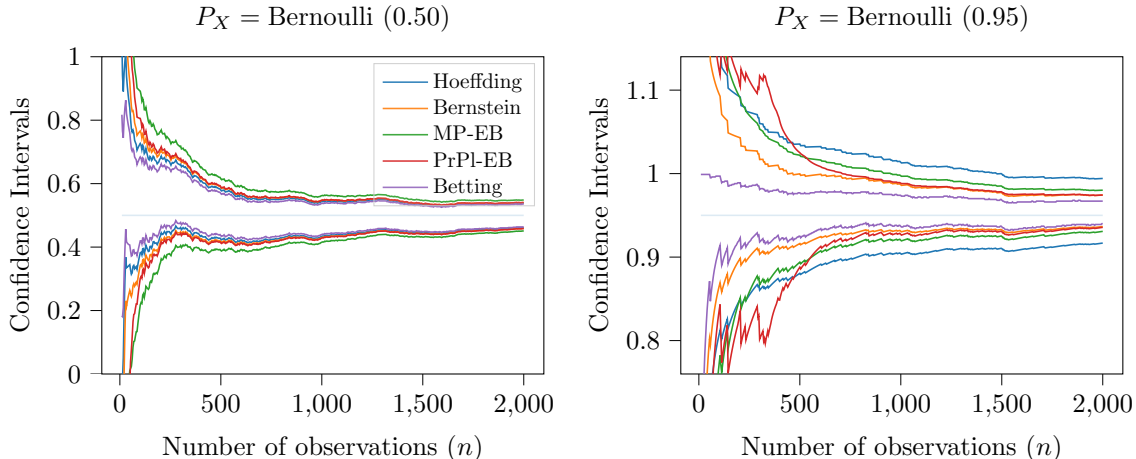 P_X = Bernoulli (0.50)
Confidence Intervals
1
0.8
0.6
0.4
0.2
0
Hoeffding
Bernstein
MP-EB
PrPl-EB
Betting
0
500
1,000
1,500
2,000
Number of observations (n)
P_X = Bernoulli (0.95)
Confidence Intervals
1.1
1
0.9
0.8
0
500
1,000
1,500
2,000
Number of observations (n)